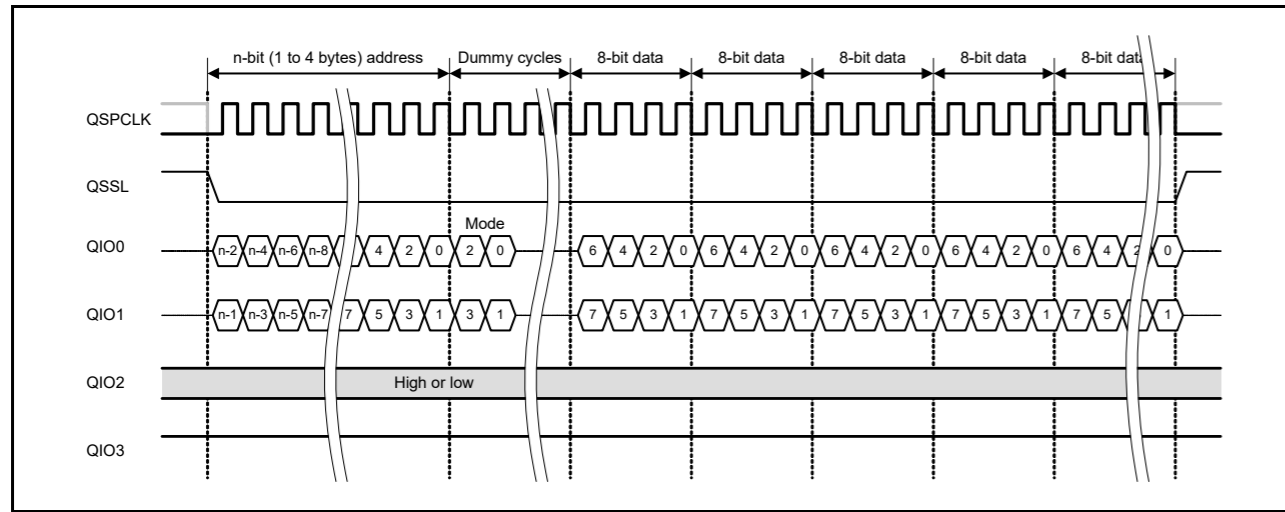 n-bit (1 to 4 bytes) address Dummy cycles 8-bit data 8-bit data 8-bit data 8-bit data 8-bit
QSPCLK
QSSL
Mode
QIO0 n-2 n-4 n-6 n-8 4 2 0 2 0 6 4 2 0 6 4 2 0 6 4 2 0 6 4 2 0 6 4 2 0
QIO1 n-1 n-3 n-5 n-7 7 5 3 1 3 1 7 5 3 1 7 5 3 1 7 5 3 1 7 5 3 1 7 5 1
QIO2 High or low
QIO3